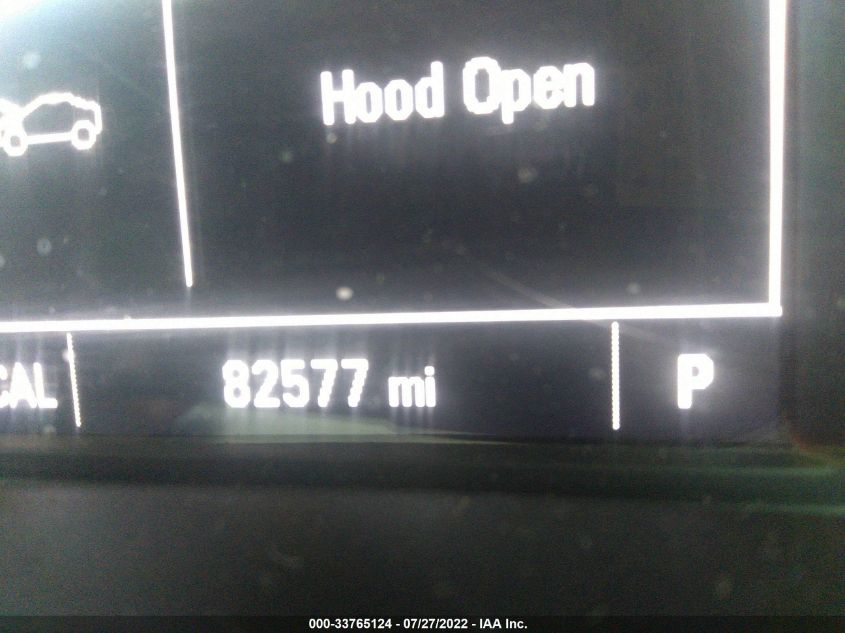 Hood Open
CAL
82577 mi
P
000-33765124 - 07/27/2022 - IAA Inc.